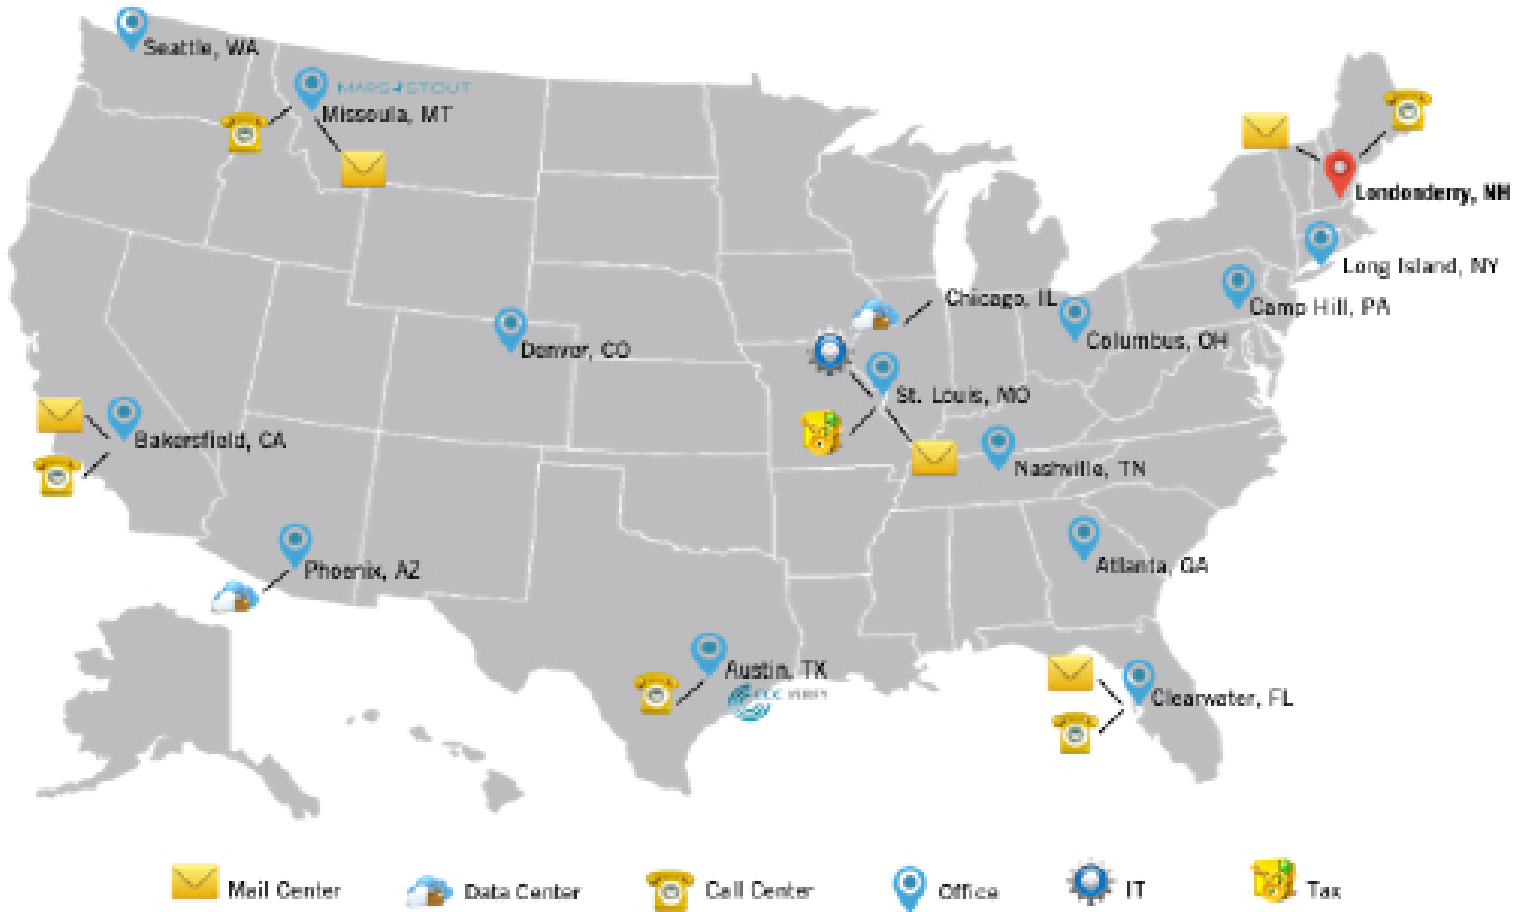 Seattle, WA
MARS STOUT
Missoula, MT
Londonderry, NH
Long Island, NY
Chicago, IL
Camp Hill, PA
Columbus, OH
Denver, CO
St. Louis, MO
Bakersfield, CA
Nashville, TN
Phoenix, AZ
Atlanta, GA
Austin, TX
Clearwater, FL
Mail Center
Data Center
Call Center
Office
IT
Tax